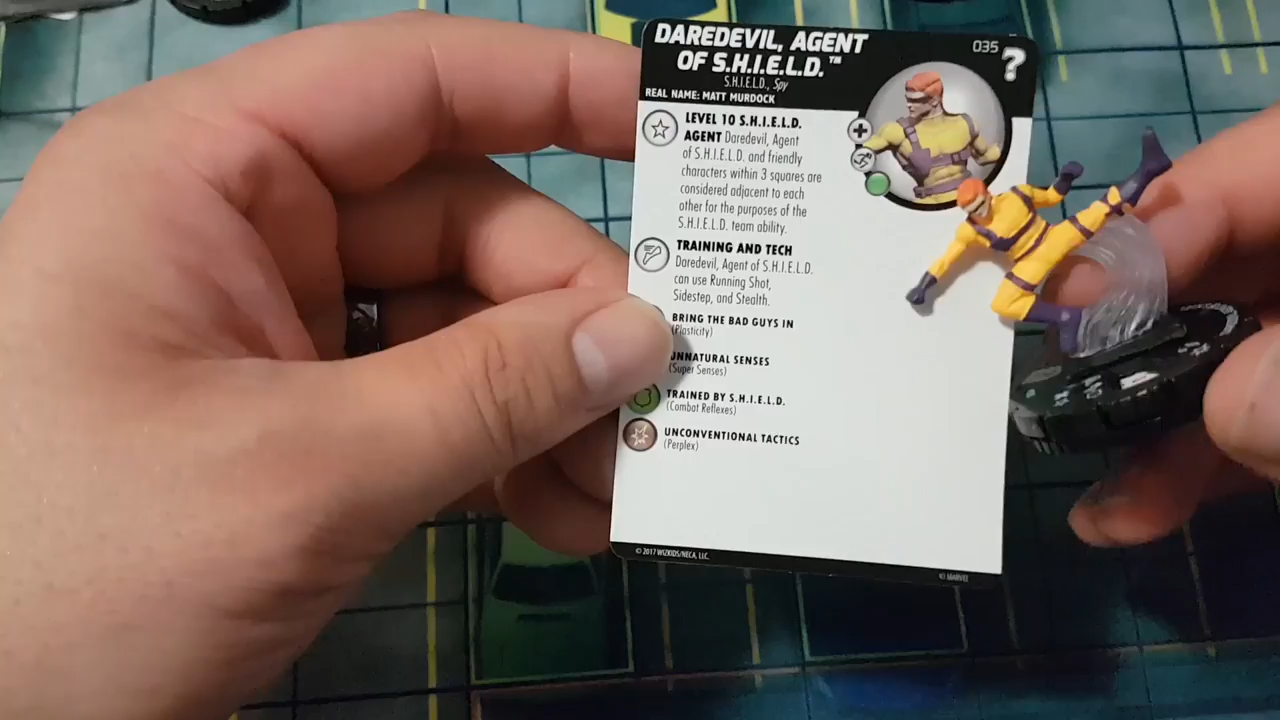 DAREDEVIL, AGENT
OF S.H.I.E.L.D.™
035
?
S.H.I.E.L.D., Spy
REAL NAME: MATT MURDOCK
LEVEL 10 S.H.I.E.L.D.
AGENT Daredevil, Agent
of S.H.I.E.L.D. and friendly
characters within 3 squares are
considered adjacent to each
other for the purposes of the
S.H.I.E.L.D. team ability.
TRAINING AND TECH
Daredevil, Agent of S.H.I.E.L.D.
can use Running Shot,
Sidestep, and Stealth.
BRING THE BAD GUYS IN
(Plasticity)
UNNATURAL SENSES
(Super Senses)
TRAINED BY S.H.I.E.L.D.
(Combat Reflexes)
UNCONVENTIONAL TACTICS
(Perplex)
© 2017 WIZKIDS/NECA, LLC.
© MARVEL